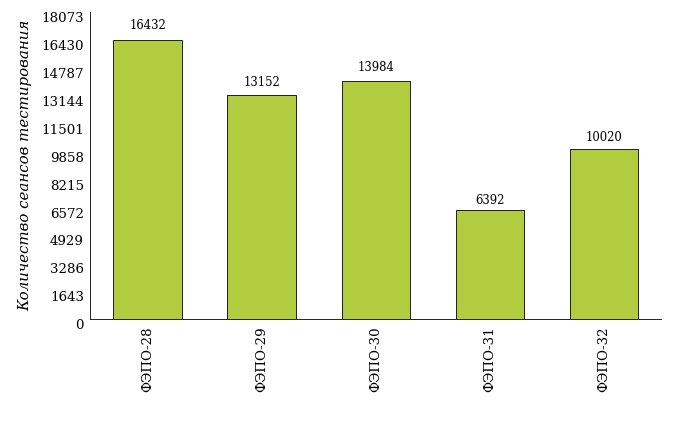 Количество сеансов тестирования
18073
16430
14787
13144
11501
9858
8215
6572
4929
3286
1643
0
16432
13152
13984
6392
10020
ФЭПО-28
ФЭПО-29
ФЭПО-30
ФЭПО-31
ФЭПО-32